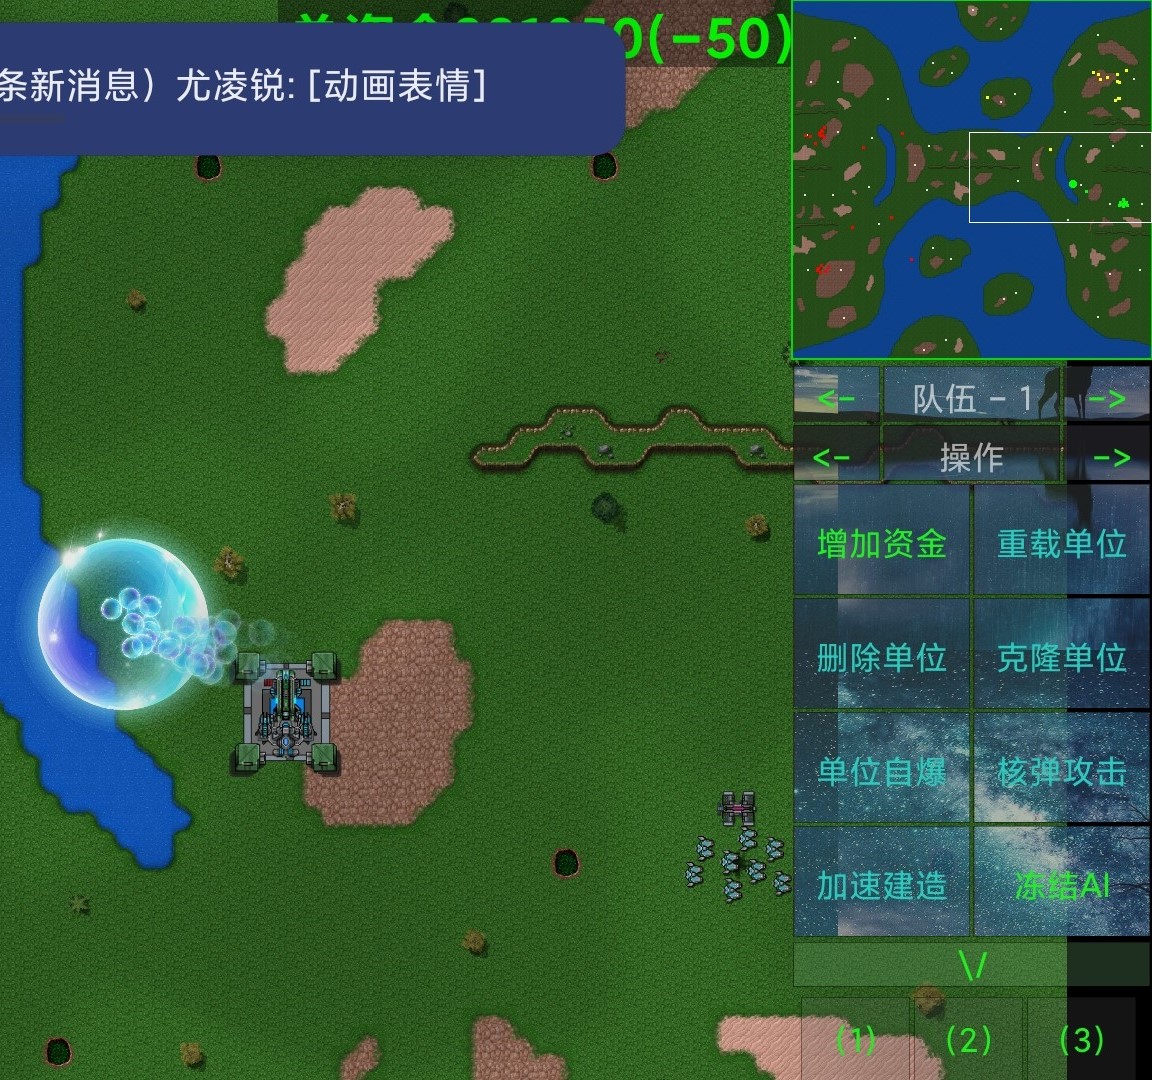 0(-50)
条新消息）尤凌锐: [动画表情]
<- 队伍 - 1 ->
<- 操作 ->
增加资金 重载单位
删除单位 克隆单位
单位自爆 核弹攻击
加速建造 冻结AI
\/
(1) (2) (3)